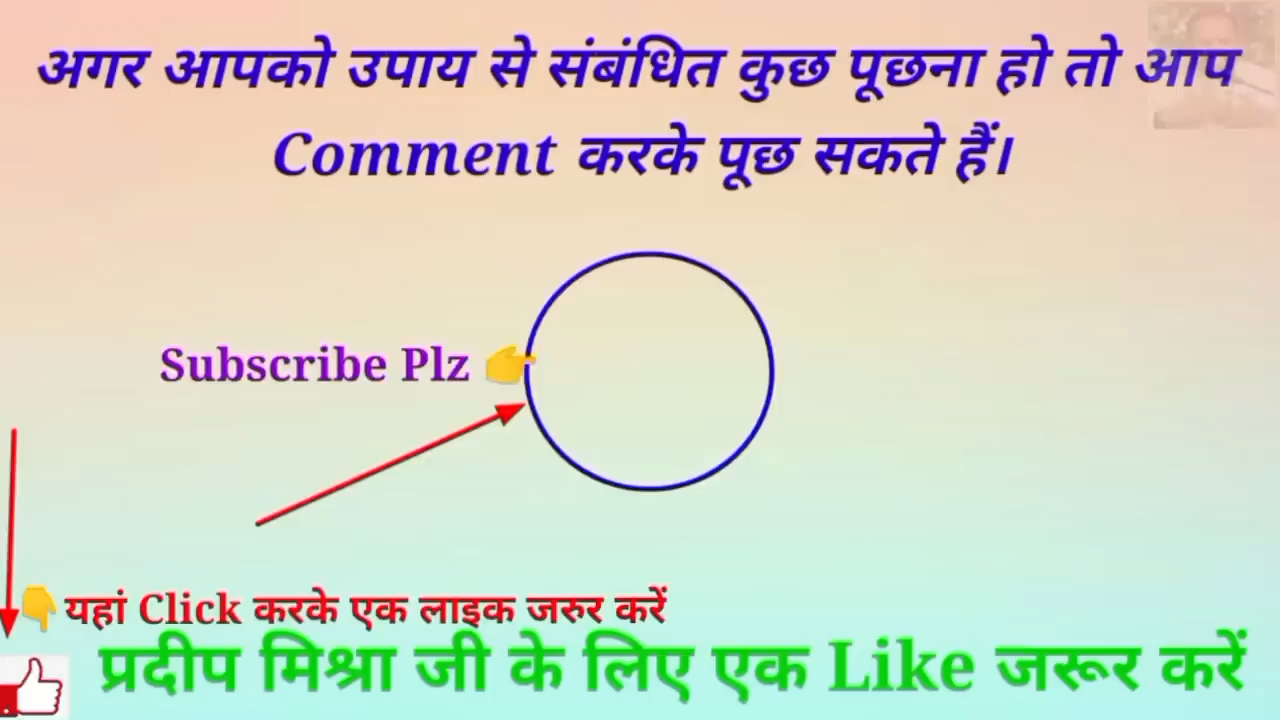 अगर आपको उपाय से संबंधित कुछ पूछना हो तो आप
Comment करके पूछ सकते हैं।
Subscribe Plz
यहां Click करके एक लाइक जरुर करें
प्रदीप मिश्रा जी के लिए एक Like जरूर करें